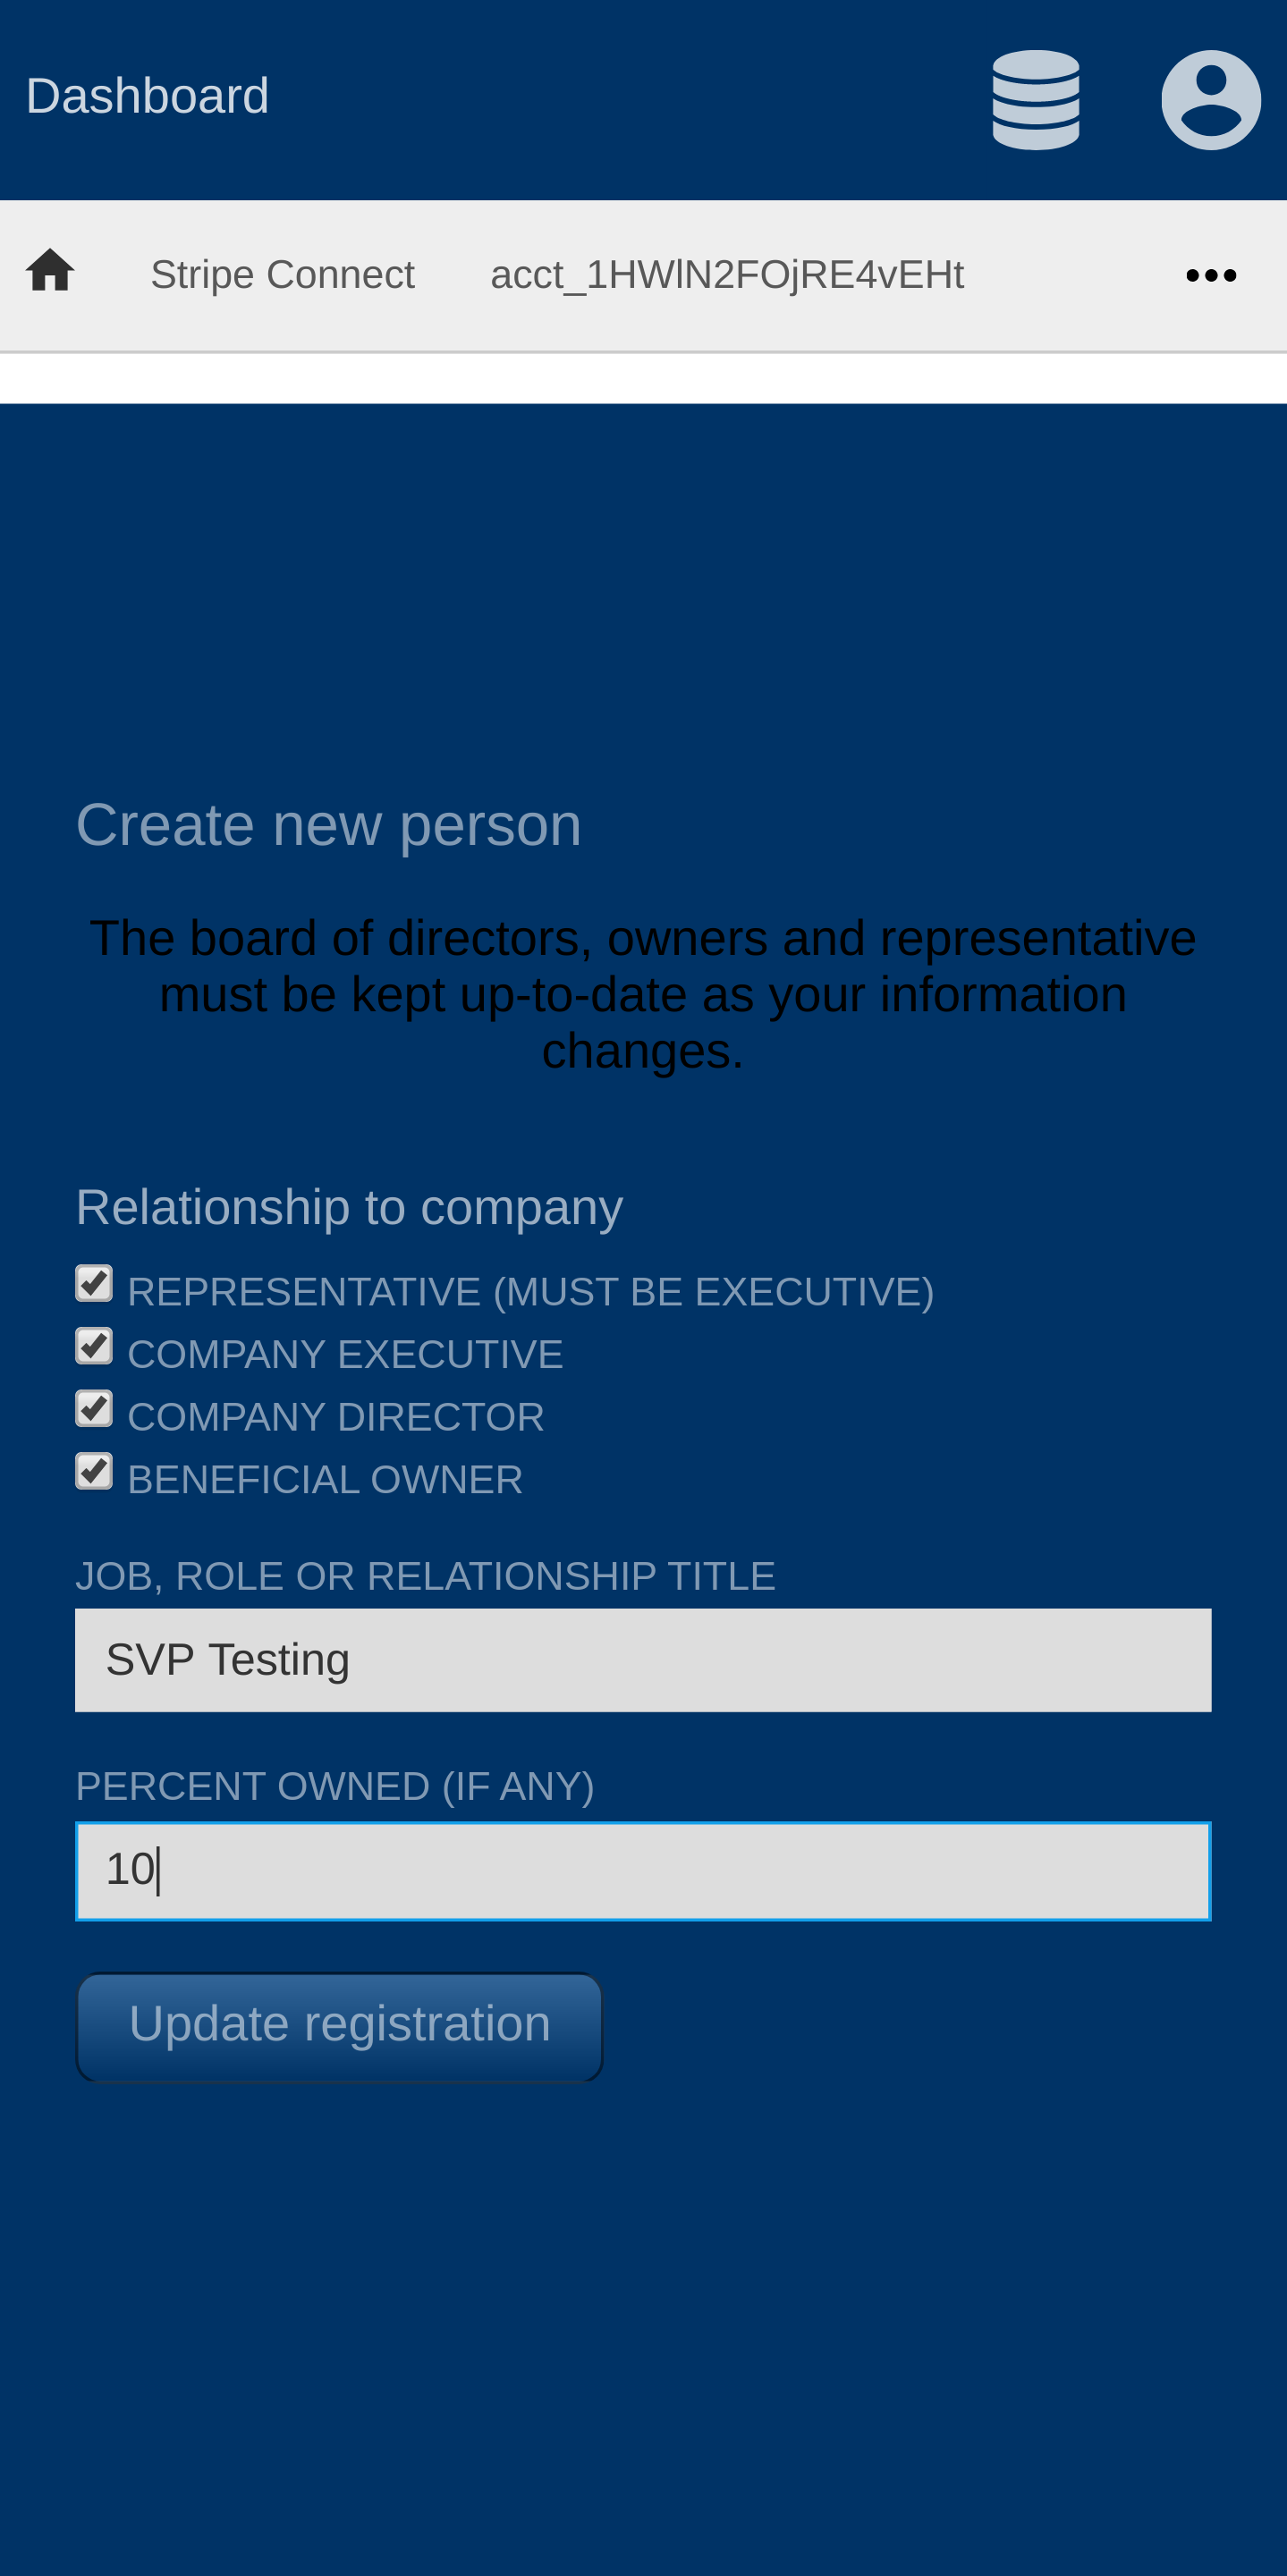 Dashboard
Stripe Connect acct_1HWlN2FOjRE4vEHt
Create new person
The board of directors, owners and representative
must be kept up-to-date as your information
changes.
Relationship to company
REPRESENTATIVE (MUST BE EXECUTIVE)
COMPANY EXECUTIVE
COMPANY DIRECTOR
BENEFICIAL OWNER
JOB, ROLE OR RELATIONSHIP TITLE
SVP Testing
PERCENT OWNED (IF ANY)
10
Update registration